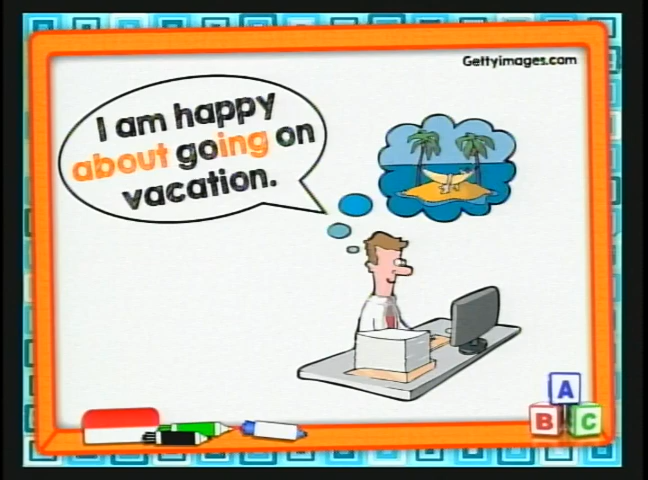 Gettyimages.com
I am happy
about going on
vacation.
A
B C